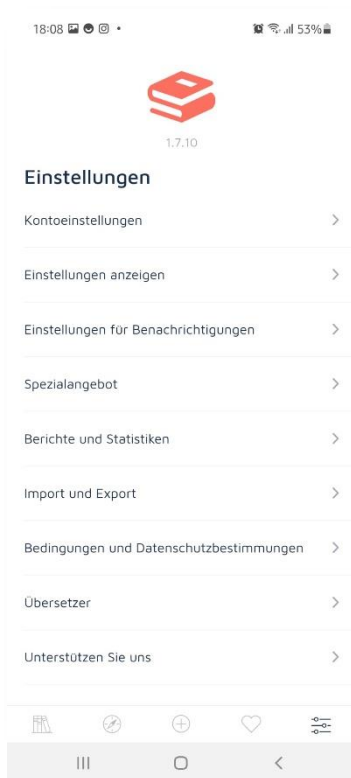 18:08
53%
1.7.10
Einstellungen
Kontoeinstellungen
Einstellungen anzeigen
Einstellungen für Benachrichtigungen
Spezialangebot
Berichte und Statistiken
Import und Export
Bedingungen und Datenschutzbestimmungen
Übersetzer
Unterstützen Sie uns